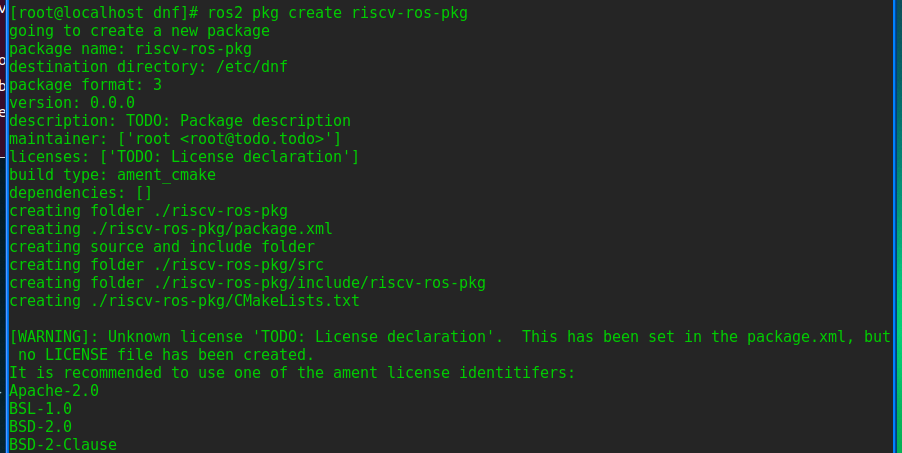 [root@localhost dnf]# ros2 pkg create riscv-ros-pkg
going to create a new package
package name: riscv-ros-pkg
destination directory: /etc/dnf
package format: 3
version: 0.0.0
description: TODO: Package description
maintainer: ['root <root@todo.todo>']
licenses: ['TODO: License declaration']
build type: ament_cmake
dependencies: []
creating folder ./riscv-ros-pkg
creating ./riscv-ros-pkg/package.xml
creating source and include folder
creating folder ./riscv-ros-pkg/src
creating folder ./riscv-ros-pkg/include/riscv-ros-pkg
creating ./riscv-ros-pkg/CMakeLists.txt
[WARNING]: Unknown license 'TODO: License declaration'.  This has been set in the package.xml, but
no LICENSE file has been created.
It is recommended to use one of the ament license identitifers:
Apache-2.0
BSL-1.0
BSD-2.0
BSD-2-Clause